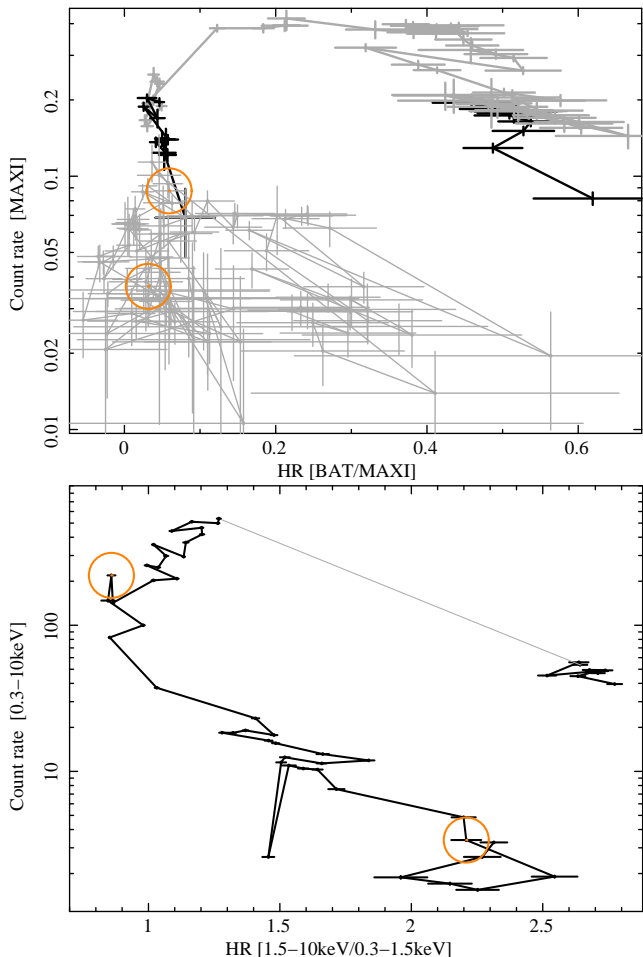 Count rate [MAXI]
0.2
0.1
0.05
0.02
0.01
0 0.2 0.4 0.6
HR [BAT/MAXI]
Count rate [0.3−10keV]
100
10
1 1.5 2 2.5
HR [1.5−10keV/0.3−1.5keV]